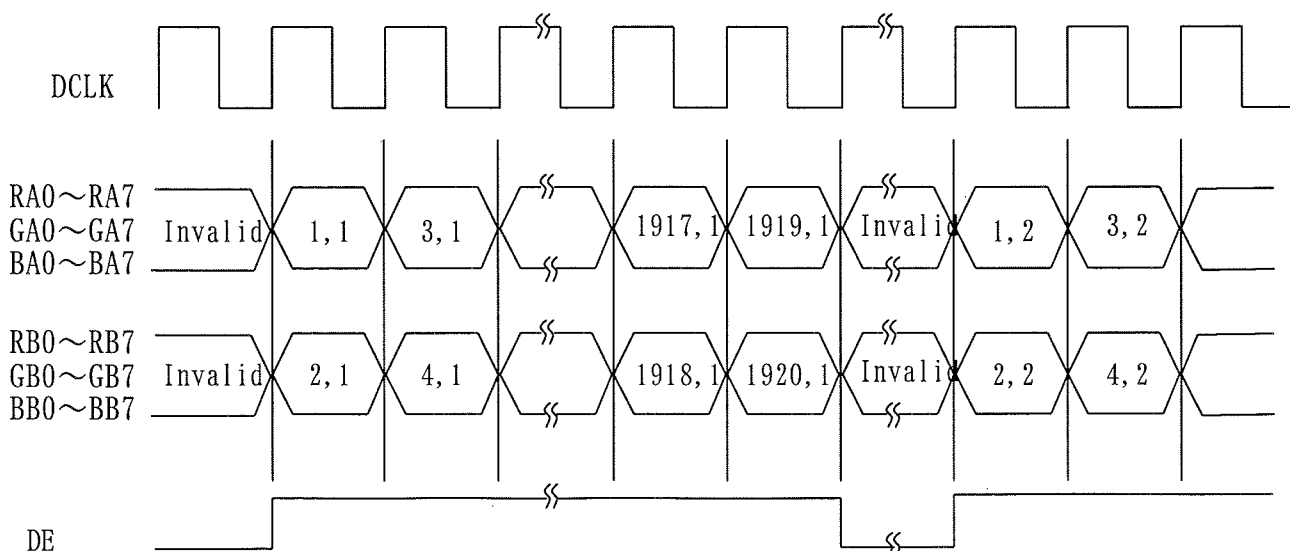 DCLK
RA0～RA7
GA0～GA7 Invalid 1,1 3,1 1917,1 1919,1 Invalid 1,2 3,2
BA0～BA7
RB0～RB7
GB0～GB7 Invalid 2,1 4,1 1918,1 1920,1 Invalid 2,2 4,2
BB0～BB7
DE